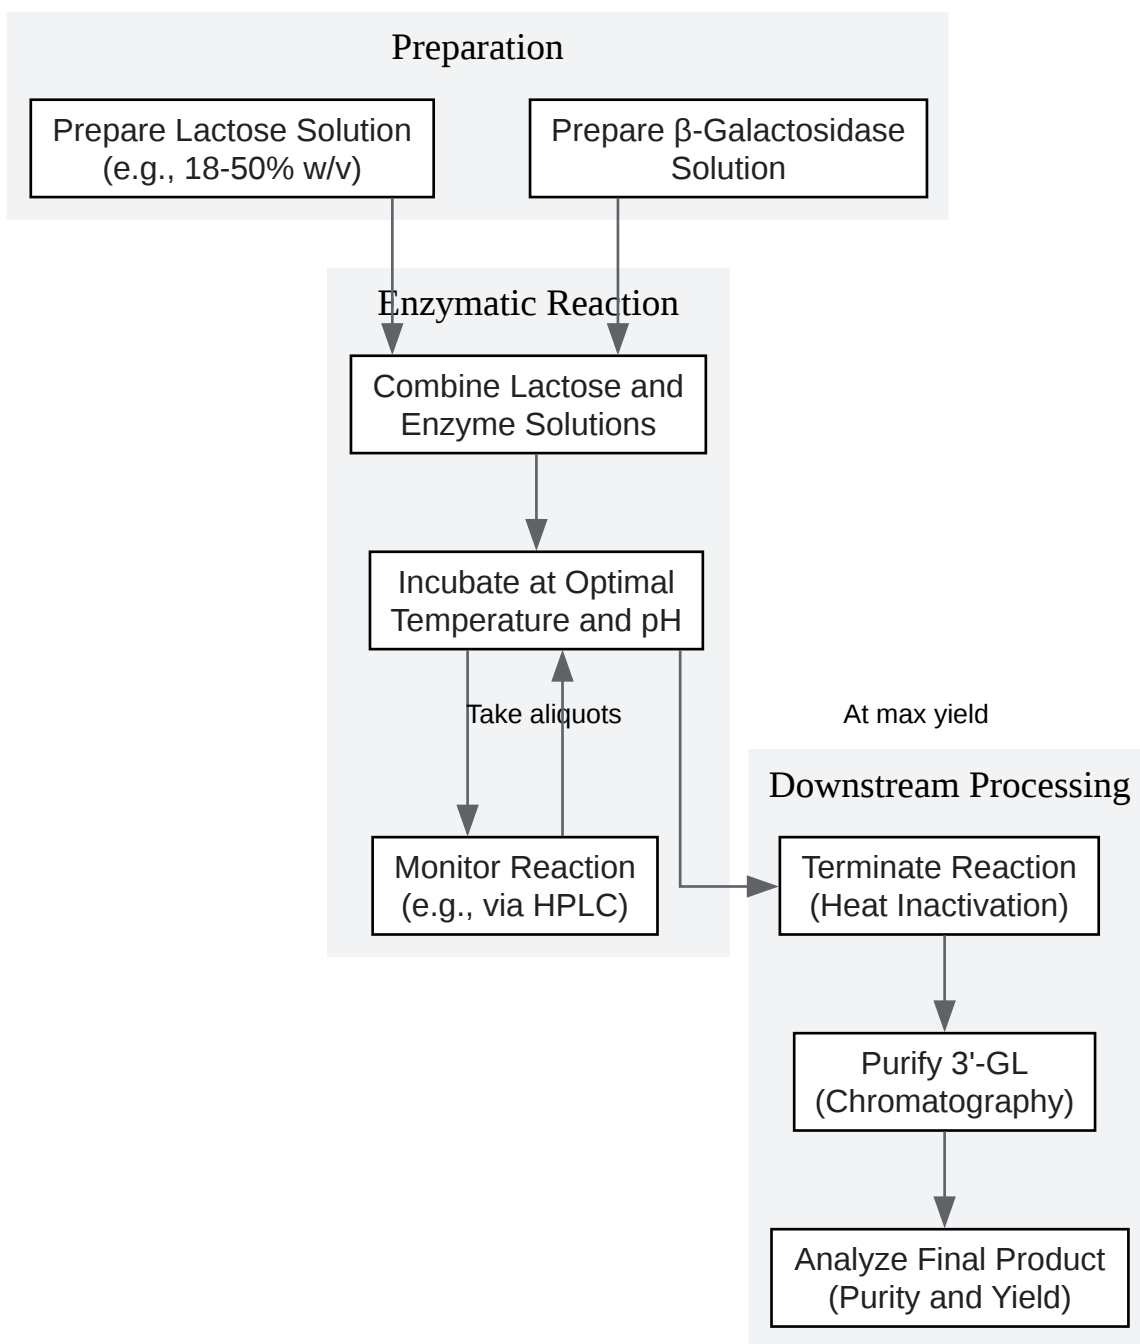 Preparation
Prepare Lactose Solution
(e.g., 18-50% w/v)
Prepare β-Galactosidase
Solution
Enzymatic Reaction
Combine Lactose and
Enzyme Solutions
Incubate at Optimal
Temperature and pH
Take aliquots
At max yield
Monitor Reaction
(e.g., via HPLC)
Downstream Processing
Terminate Reaction
(Heat Inactivation)
Purify 3'-GL
(Chromatography)
Analyze Final Product
(Purity and Yield)